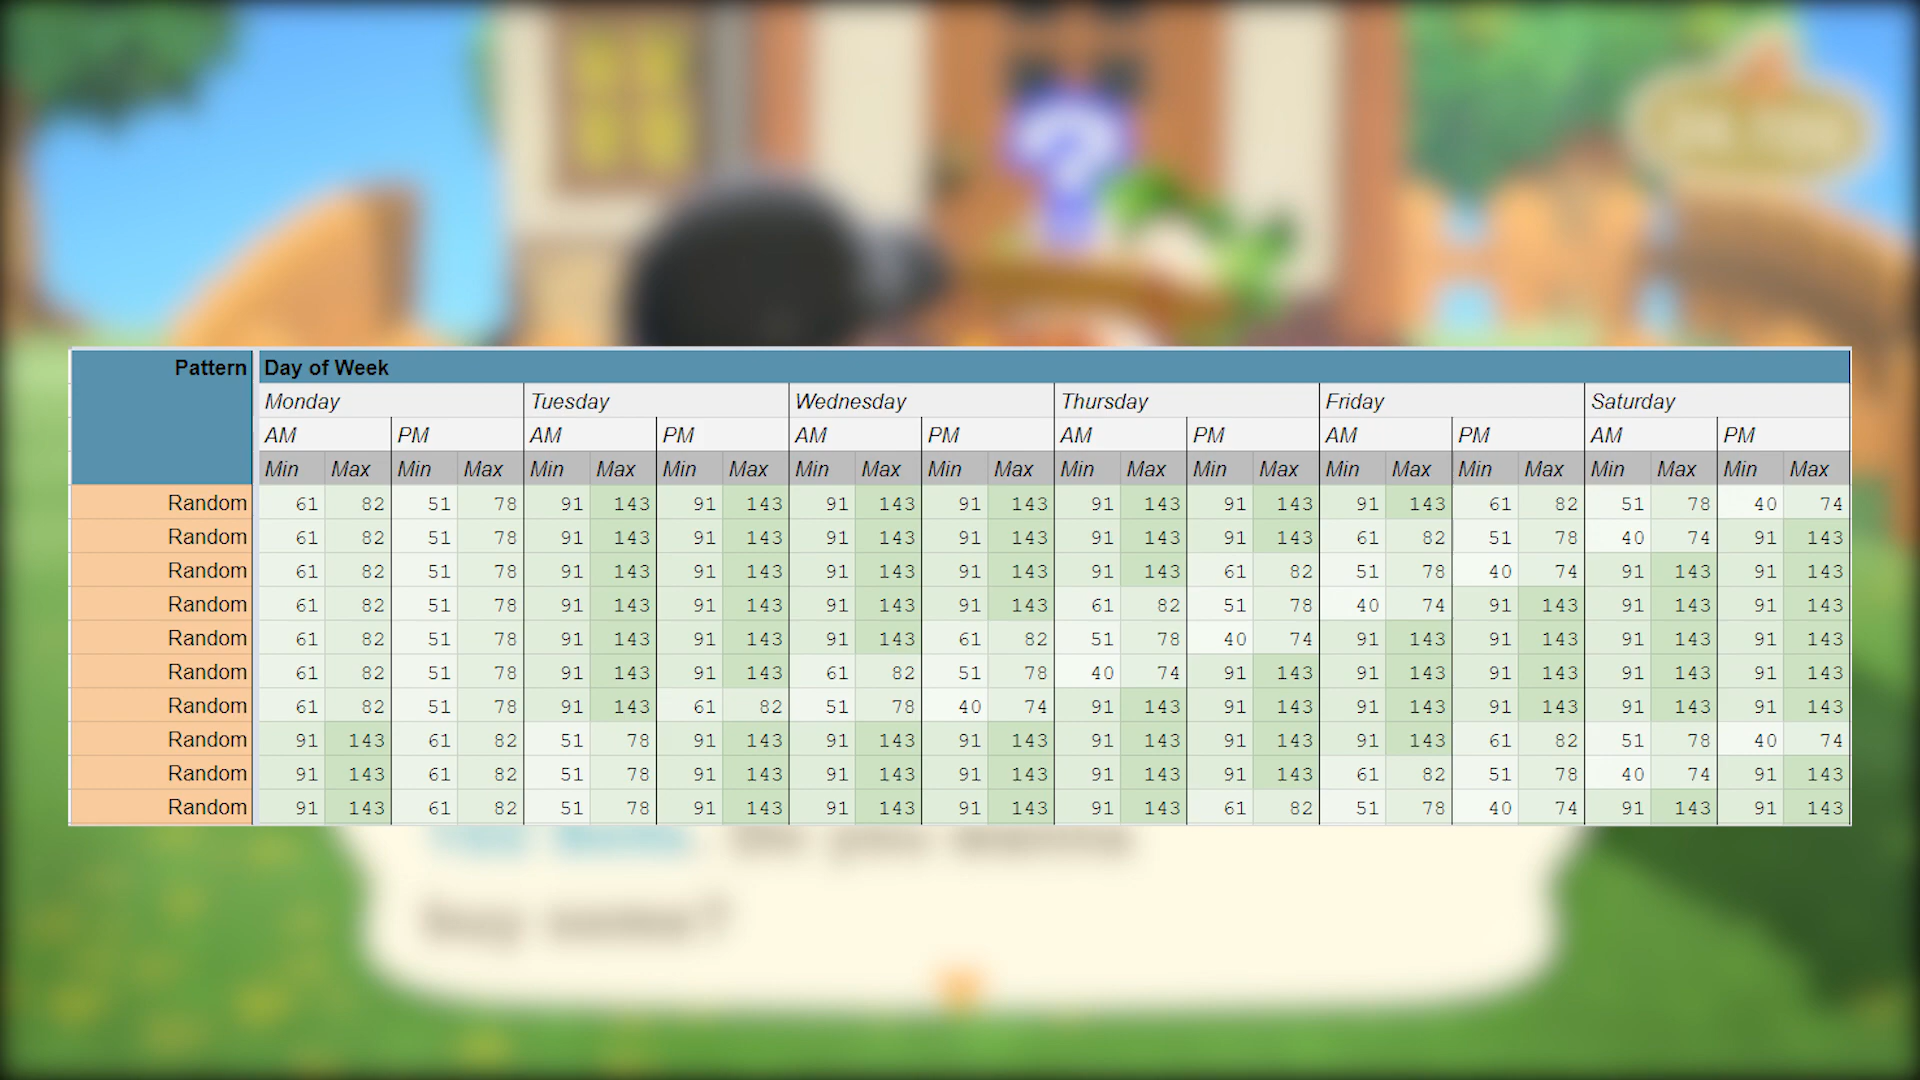 Pattern Day of Week
Monday Tuesday Wednesday Thursday Friday Saturday
AM PM AM PM AM PM AM PM AM PM AM PM
Min Max Min Max Min Max Min Max Min Max Min Max Min Max Min Max Min Max Min Max Min Max Min Max
Random 61 82 51 78 91 143 91 143 91 143 91 143 91 143 91 143 91 143 61 82 51 78 40 74
Random 61 82 51 78 91 143 91 143 91 143 91 143 91 143 91 143 61 82 51 78 40 74 91 143
Random 61 82 51 78 91 143 91 143 91 143 91 143 91 143 61 82 51 78 40 74 91 143 91 143
Random 61 82 51 78 91 143 91 143 91 143 91 143 61 82 51 78 40 74 91 143 91 143 91 143
Random 61 82 51 78 91 143 91 143 91 143 61 82 51 78 40 74 91 143 91 143 91 143 91 143
Random 61 82 51 78 91 143 91 143 61 82 51 78 40 74 91 143 91 143 91 143 91 143 91 143
Random 61 82 51 78 91 143 61 82 51 78 40 74 91 143 91 143 91 143 91 143 91 143 91 143
Random 91 143 61 82 51 78 91 143 91 143 91 143 91 143 91 143 91 143 61 82 51 78 40 74
Random 91 143 61 82 51 78 91 143 91 143 91 143 91 143 91 143 61 82 51 78 40 74 91 143
Random 91 143 61 82 51 78 91 143 91 143 91 143 91 143 61 82 51 78 40 74 91 143 91 143
buy some?